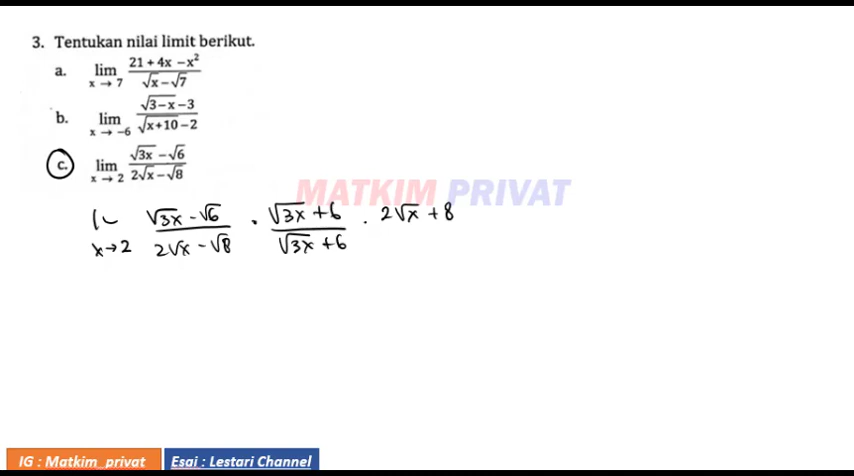 3. Tentukan nilai limit berikut.
a. lim x → 7 (21 + 4x − x²)/(√x − √7)
b. lim x → −6 (√(3−x) − 3)/(√(x+10) − 2)
c. lim x → 2 (√(3x) − √6)/(2√x − √8)
MATKIM PRIVAT
x→2 (√(3x) − √6)/(2√x − √8) · (√(3x) + 6)/(√(3x) + 6) · 2√x + 8
IG : Matkim_privat Esai : Lestari Channel